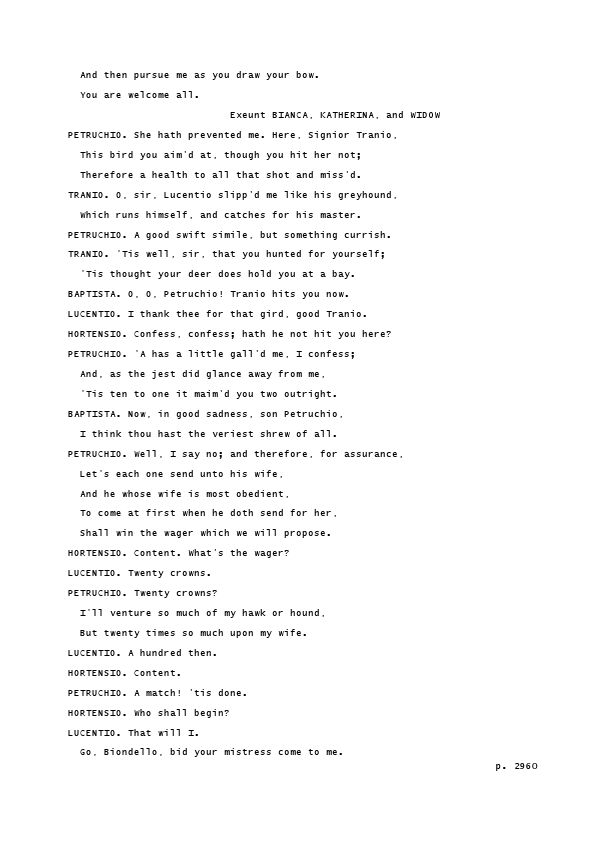 And then pursue me as you draw your bow.
You are welcome all.
Exeunt BIANCA, KATHERINA, and WIDOW
PETRUCHIO. She hath prevented me. Here, Signior Tranio,
This bird you aim'd at, though you hit her not;
Therefore a health to all that shot and miss'd.
TRANIO. O, sir, Lucentio slipp'd me like his greyhound,
Which runs himself, and catches for his master.
PETRUCHIO. A good swift simile, but something currish.
TRANIO. 'Tis well, sir, that you hunted for yourself;
'Tis thought your deer does hold you at a bay.
BAPTISTA. O, O, Petruchio! Tranio hits you now.
LUCENTIO. I thank thee for that gird, good Tranio.
HORTENSIO. Confess, confess; hath he not hit you here?
PETRUCHIO. 'A has a little gall'd me, I confess;
And, as the jest did glance away from me,
'Tis ten to one it maim'd you two outright.
BAPTISTA. Now, in good sadness, son Petruchio,
I think thou hast the veriest shrew of all.
PETRUCHIO. Well, I say no; and therefore, for assurance,
Let's each one send unto his wife,
And he whose wife is most obedient,
To come at first when he doth send for her,
Shall win the wager which we will propose.
HORTENSIO. Content. What's the wager?
LUCENTIO. Twenty crowns.
PETRUCHIO. Twenty crowns?
I'll venture so much of my hawk or hound,
But twenty times so much upon my wife.
LUCENTIO. A hundred then.
HORTENSIO. Content.
PETRUCHIO. A match! 'tis done.
HORTENSIO. Who shall begin?
LUCENTIO. That will I.
Go, Biondello, bid your mistress come to me.
p. 2960